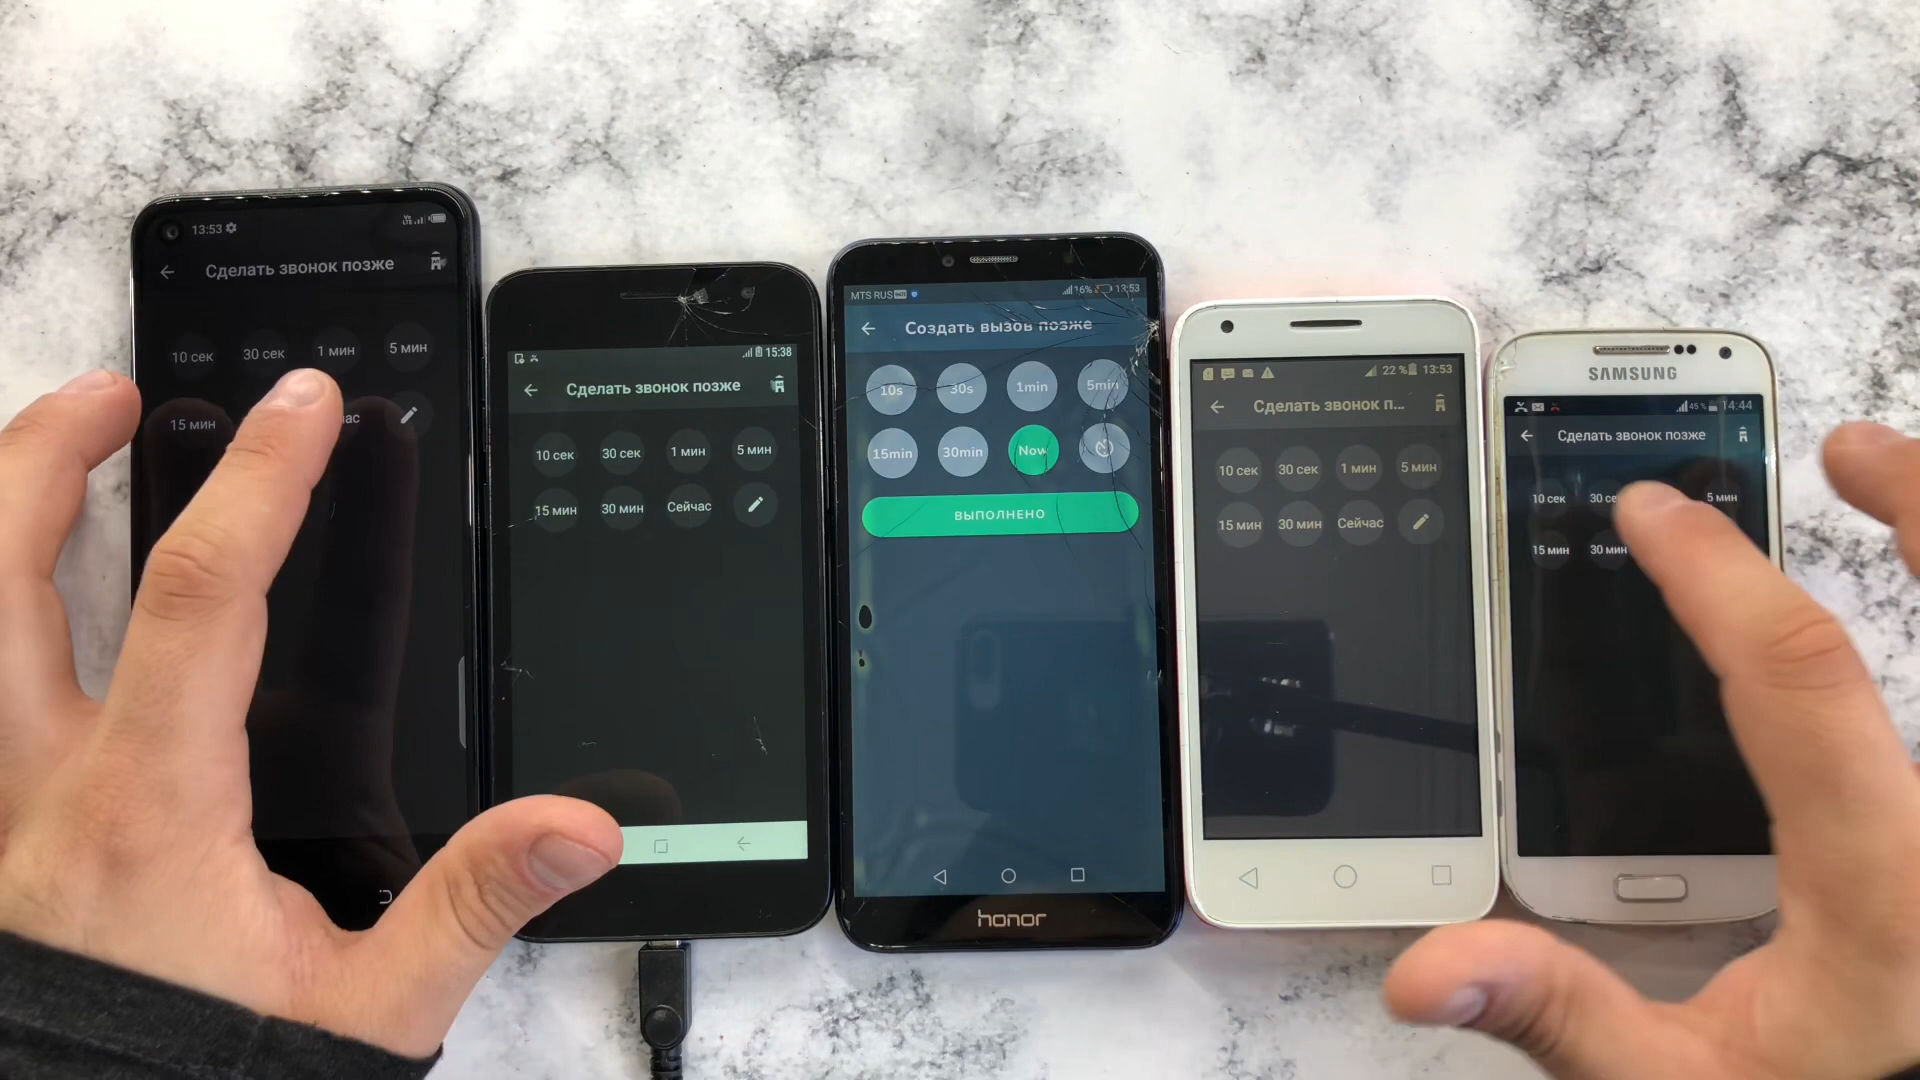 13:53
Vo LTE
Сделать звонок позже
10 сек 30 сек 1 мин 5 мин
15 мин
15:38
Сделать звонок позже
10 сек 30 сек 1 мин 5 мин
15 мин 30 мин Сейчас
MTS RUS 16% 13:53
Создать вызов позже
10s 30s 1min 5min
15min 30min Now
ВЫПОЛНЕНО
honor
22 % 13:53
Сделать звонок п...
10 сек 30 сек 1 мин 5 мин
15 мин 30 мин Сейчас
SAMSUNG
45 % 14:44
Сделать звонок позже
10 сек 30 се 5 мин
15 мин 30 мин